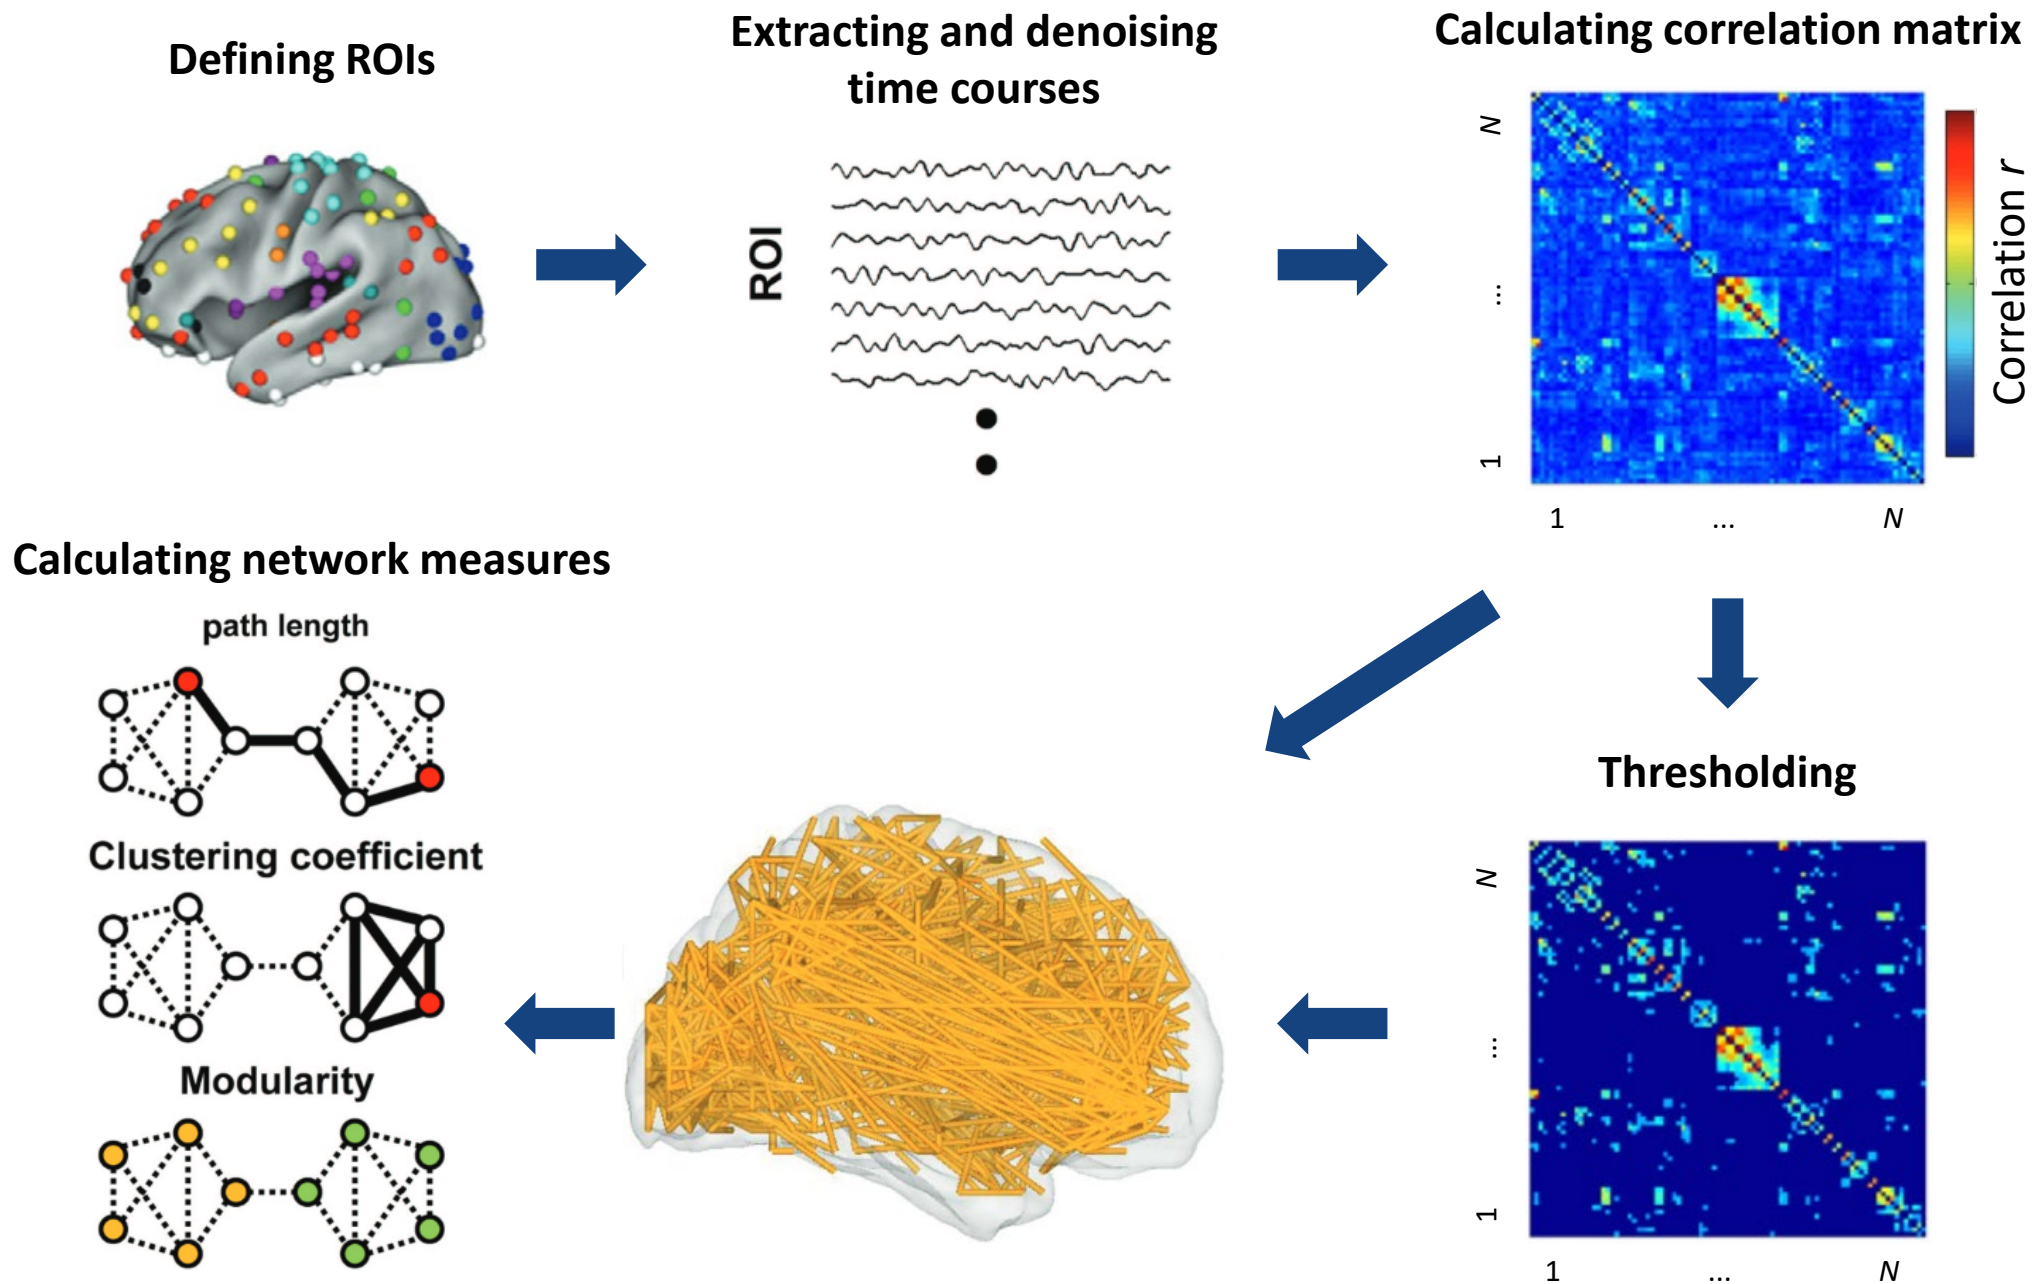 Defining ROIs
Extracting and denoising
time courses
Calculating correlation matrix
ROI
N
...
1
1 ... N
Correlation r
Calculating network measures
path length
Clustering coefficient
Modularity
Thresholding
N
...
1
1 ... N